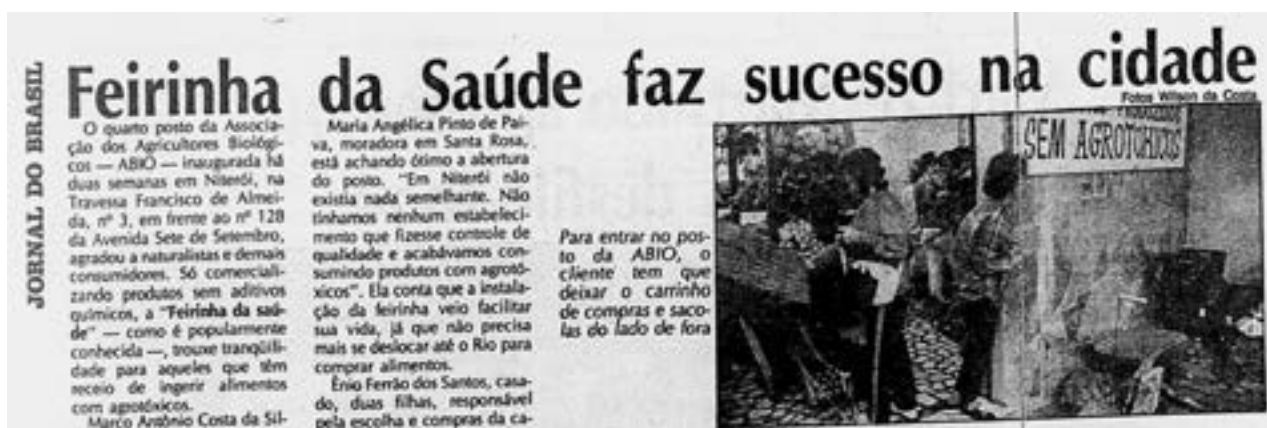 JORNAL DO BRASIL
Feirinha da Saúde faz sucesso na cidade
Fotos Wilson da Costa
O quarto posto da Associa-
ção dos Agricultores Biológi-
cos — ABIO — inaugurada há
duas semanas em Niterói, na
Travessa Francisco de Almei-
da, nº 3, em frente ao nº 128
da Avenida Sete de Setembro,
agradou a naturalistas e demais
consumidores. Só comerciali-
zando produtos sem aditivos
químicos, a "Feirinha da saú-
de" — como é popularmente
conhecida —, trouxe tranqüili-
dade para aqueles que têm
receio de ingerir alimentos
com agrotóxicos.
Marco Antônio Costa da Sil-
Maria Angélica Pinto de Pai-
va, moradora em Santa Rosa,
está achando ótimo a abertura
do posto. "Em Niterói não
existia nada semelhante. Não
tínhamos nenhum estabeleci-
mento que fizesse controle de
qualidade e acabávamos con-
sumindo produtos com agrotó-
xicos". Ela conta que a instala-
ção da feirinha veio facilitar
sua vida, já que não precisa
mais se deslocar até o Rio para
comprar alimentos.
Ênio Ferrão dos Santos, casa-
do, duas filhas, responsável
pela escolha e compras da ca-
Para entrar no pos-
to da ABIO, o
cliente tem que
deixar o carrinho
de compras e saco-
las do lado de fora
SEM AGROTÓXICOS